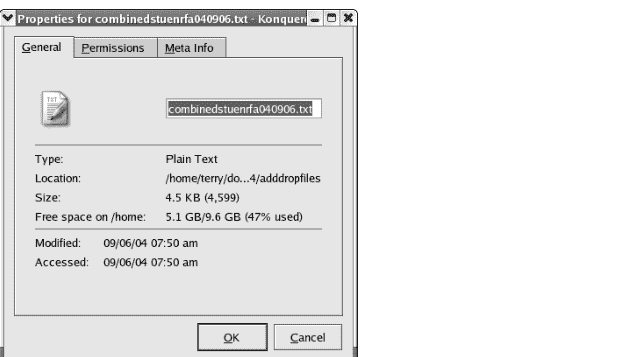 Properties for combinedstuenrfa040906.txt - Konquer
General Permissions Meta Info
TXT
combinedstuenrfa040906.txt
Type: Plain Text
Location: /home/terry/do...4/adddropfiles
Size: 4.5 KB (4,599)
Free space on /home: 5.1 GB/9.6 GB (47% used)
Modified: 09/06/04 07:50 am
Accessed: 09/06/04 07:50 am
OK Cancel